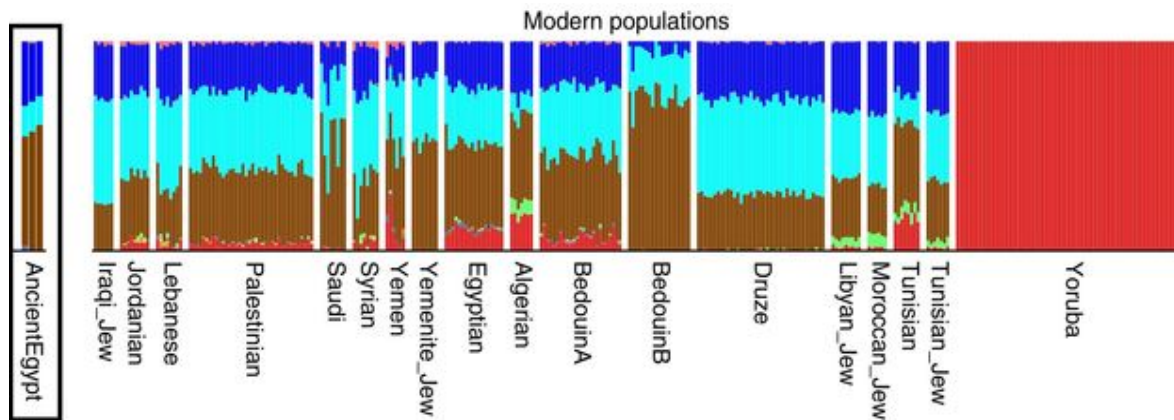 Modern populations
AncientEgypt
Iraqi_Jew
Jordanian
Lebanese
Palestinian
Saudi
Syrian
Yemen
Yemenite_Jew
Egyptian
Algerian
BedouinA
BedouinB
Druze
Libyan_Jew
Moroccan_Jew
Tunisian
Tunisian_Jew
Yoruba